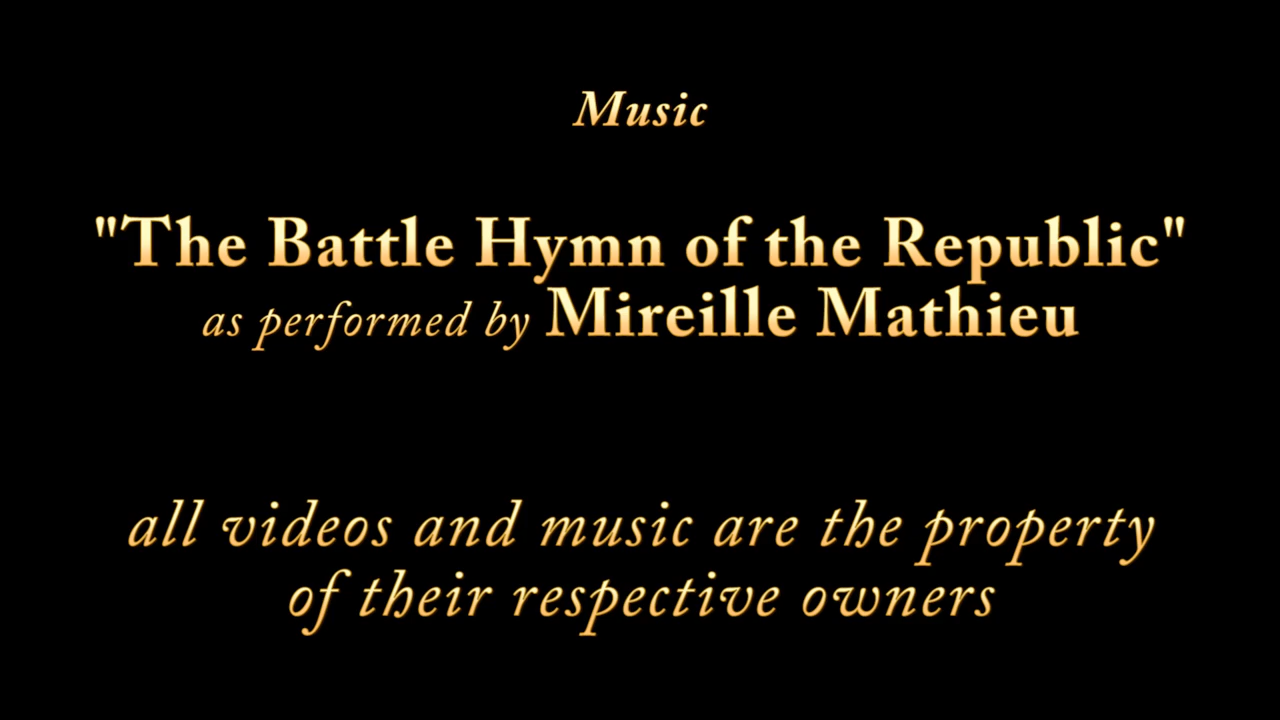 Music
"The Battle Hymn of the Republic"
as performed by Mireille Mathieu
all videos and music are the property
of their respective owners